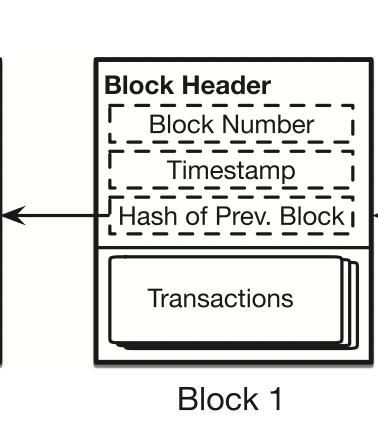 Block Header
Block Number
Timestamp
Hash of Prev. Block
Transactions
Block 1